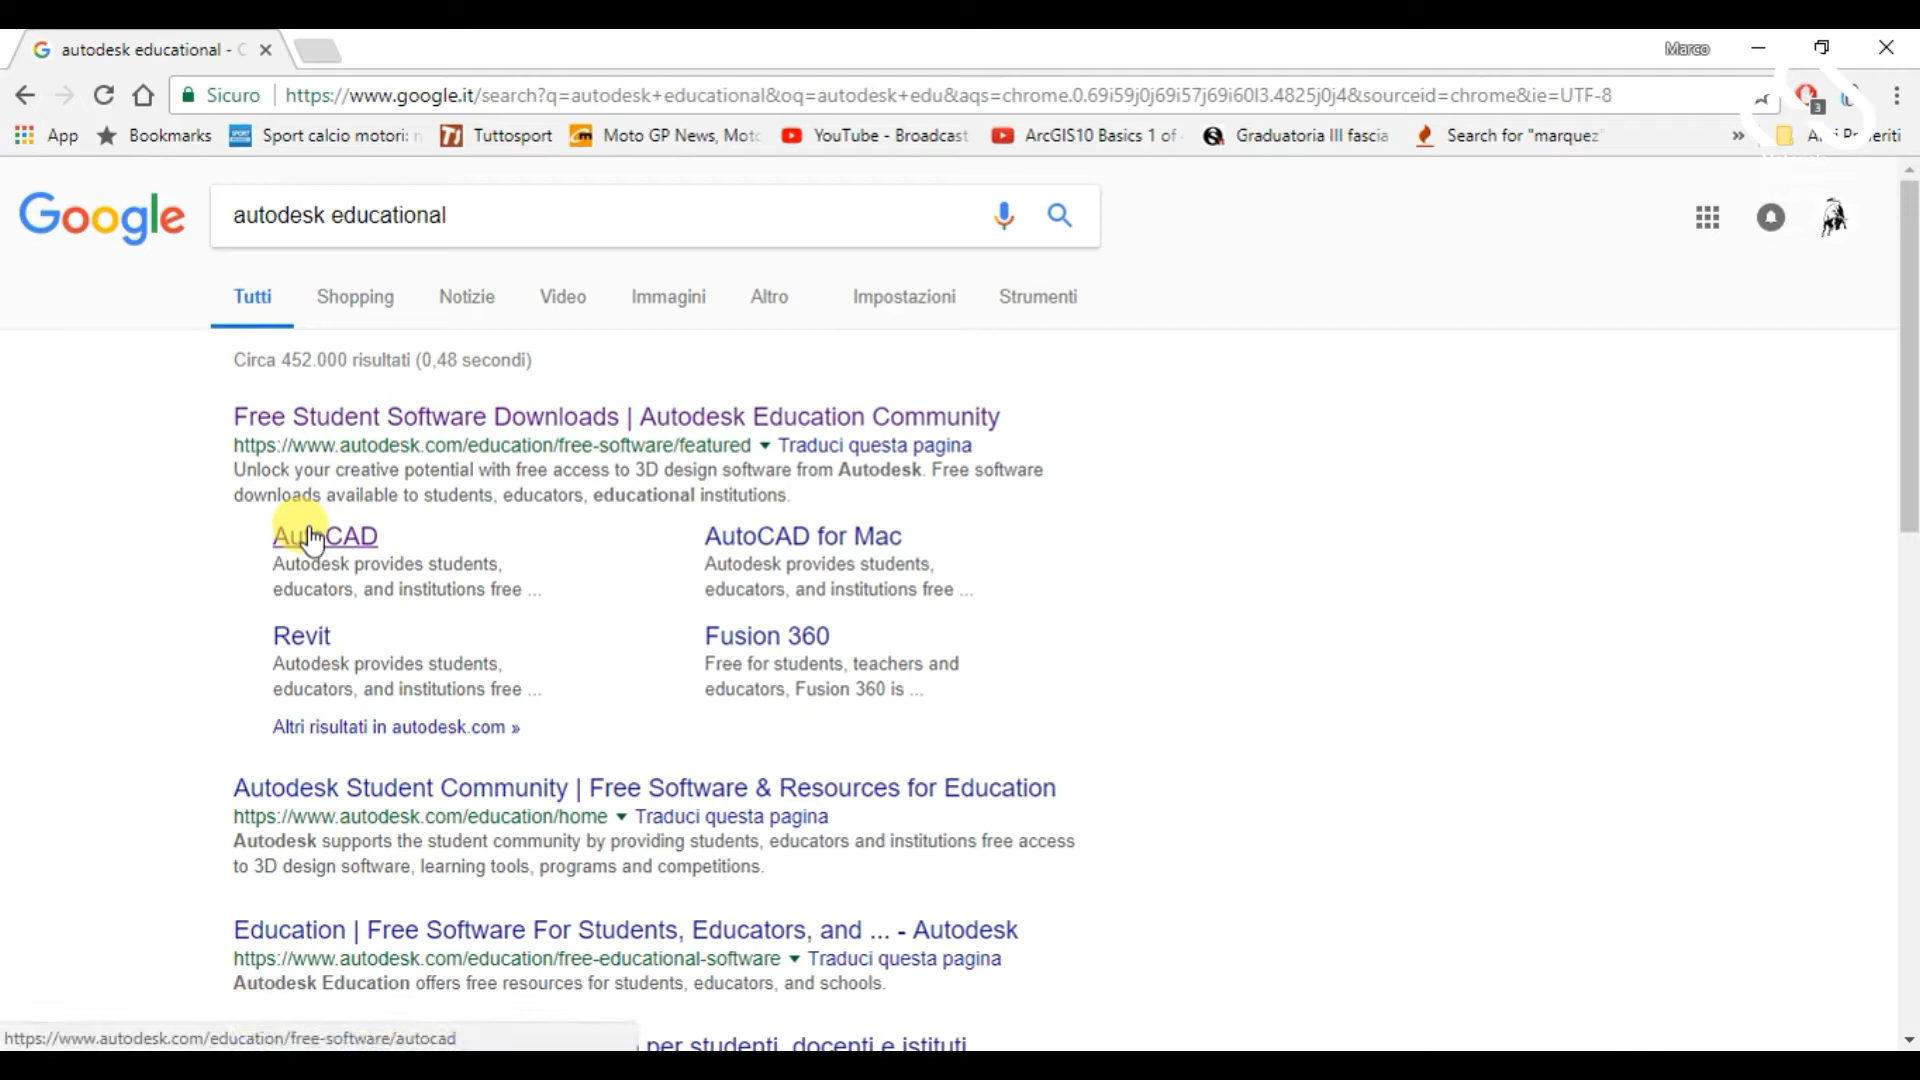 autodesk educational - 
Marco
Sicuro
https://www.google.it/search?q=autodesk+educational&oq=autodesk+edu&aqs=chrome.0.69i59j0j69i57j69i60l3.4825j0j4&sourceid=chrome&ie=UTF-8
3
App
Bookmarks
Sport calcio motori:
Tuttosport
Moto GP News, Moto
YouTube - Broadcast
ArcGIS10 Basics 1 of
Graduatoria III fascia
Search for "marquez"
»
Google
autodesk educational
Tutti
Shopping
Notizie
Video
Immagini
Altro
Impostazioni
Strumenti
Circa 452.000 risultati (0,48 secondi)
Free Student Software Downloads | Autodesk Education Community
https://www.autodesk.com/education/free-software/featured ▼ Traduci questa pagina
Unlock your creative potential with free access to 3D design software from Autodesk. Free software
downloads available to students, educators, educational institutions.
AutoCAD
Autodesk provides students,
educators, and institutions free ...
AutoCAD for Mac
Autodesk provides students,
educators, and institutions free ...
Revit
Autodesk provides students,
educators, and institutions free ...
Fusion 360
Free for students, teachers and
educators, Fusion 360 is ...
Altri risultati in autodesk.com »
Autodesk Student Community | Free Software & Resources for Education
https://www.autodesk.com/education/home ▼ Traduci questa pagina
Autodesk supports the student community by providing students, educators and institutions free access
to 3D design software, learning tools, programs and competitions.
Education | Free Software For Students, Educators, and ... - Autodesk
https://www.autodesk.com/education/free-educational-software ▼ Traduci questa pagina
Autodesk Education offers free resources for students, educators, and schools.
per studenti, docenti e istituti
https://www.autodesk.com/education/free-software/autocad